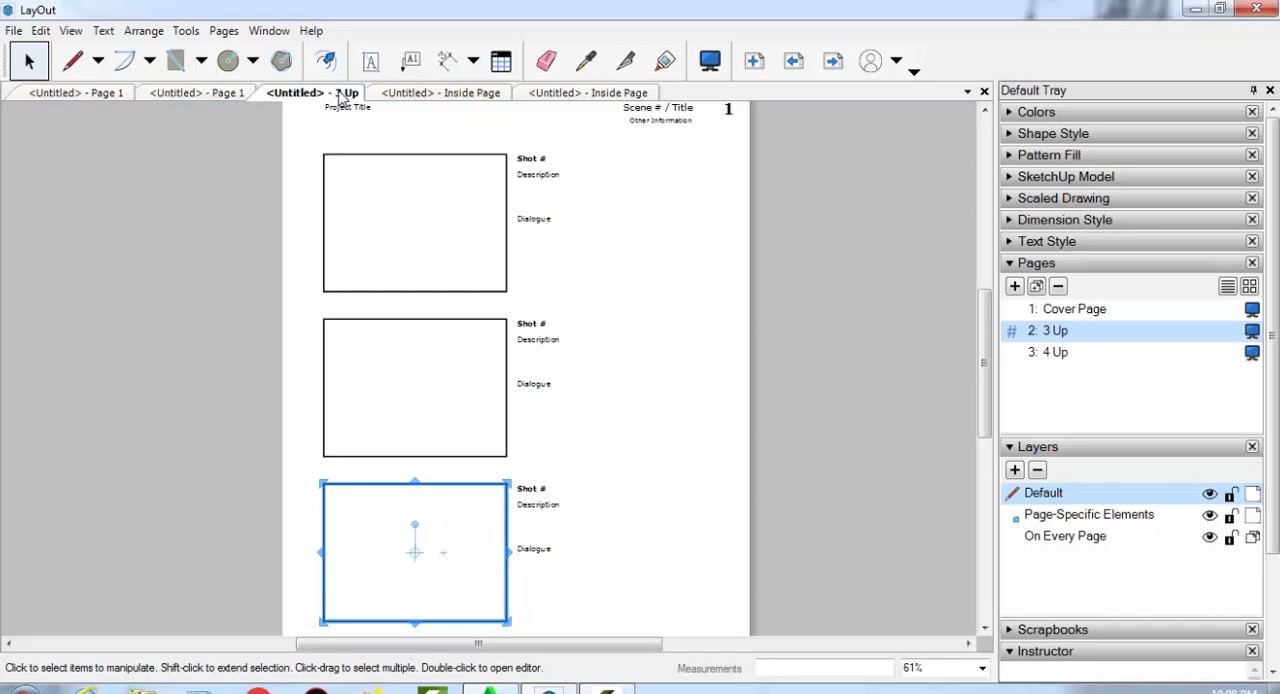 LayOut
File Edit View Text Arrange Tools Pages Window Help
<Untitled> - Page 1
<Untitled> - Page 1
<Untitled> - 3 Up
<Untitled> - Inside Page
<Untitled> - Inside Page
Project Title
Scene # / Title
1
Other Information
Shot #
Description
Dialogue
Shot #
Description
Dialogue
Shot #
Description
Dialogue
Default Tray
Colors
Shape Style
Pattern Fill
SketchUp Model
Scaled Drawing
Dimension Style
Text Style
Pages
1: Cover Page
# 2: 3 Up
3: 4 Up
Layers
Default
Page-Specific Elements
On Every Page
Scrapbooks
Instructor
Click to select items to manipulate. Shift-click to extend selection. Click-drag to select multiple. Double-click to open editor.
Measurements
61%